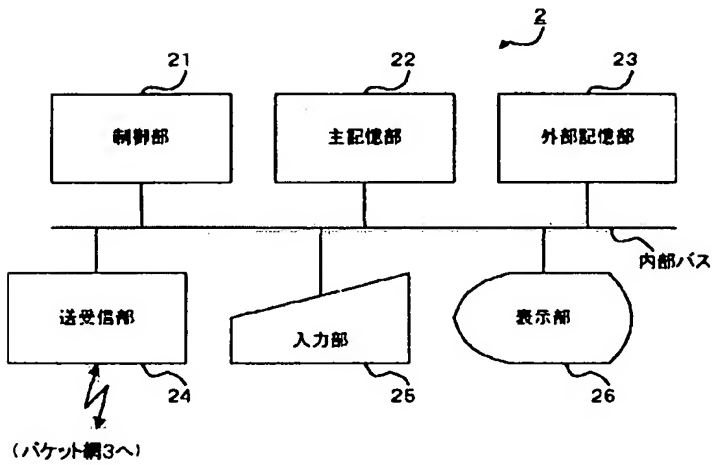 2
21
22
23
制御部
主記憶部
外部記憶部
内部バス
送受信部
入力部
表示部
24
25
26
(パケット網3へ)